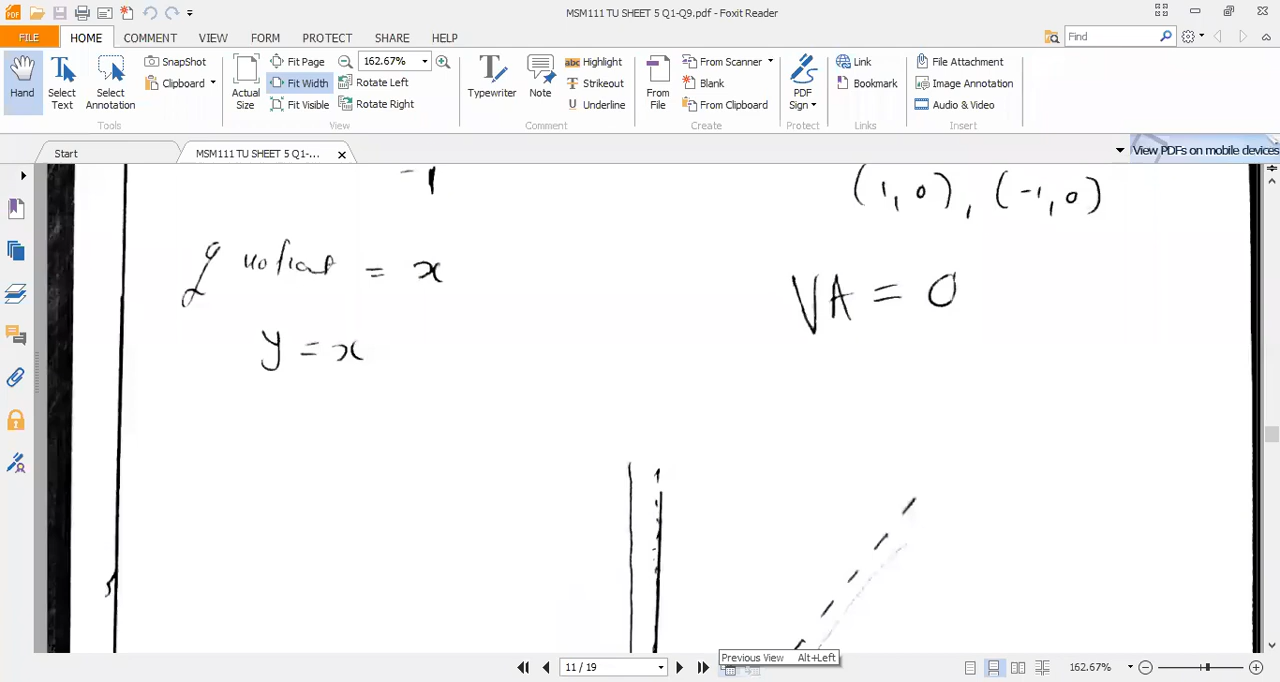 MSM111 TU SHEET 5 Q1-Q9.pdf - Foxit Reader
FILE HOME COMMENT VIEW FORM PROTECT SHARE HELP
Find
Hand
Select Text
Select Annotation
SnapShot
Clipboard
Tools
Actual Size
Fit Page
Fit Width
Fit Visible
162.67%
Rotate Left
Rotate Right
View
Typewriter
Note
Highlight
Strikeout
Underline
Comment
From File
From Scanner
Blank
From Clipboard
Create
PDF Sign
Protect
Link
Bookmark
Links
File Attachment
Image Annotation
Audio & Video
Insert
Start
MSM111 TU SHEET 5 Q1-...
View PDFs on mobile devices
-1
(1, 0), (-1, 0)
quotient = x
VA = 0
y = x
Previous View Alt+Left
11 / 19
162.67%